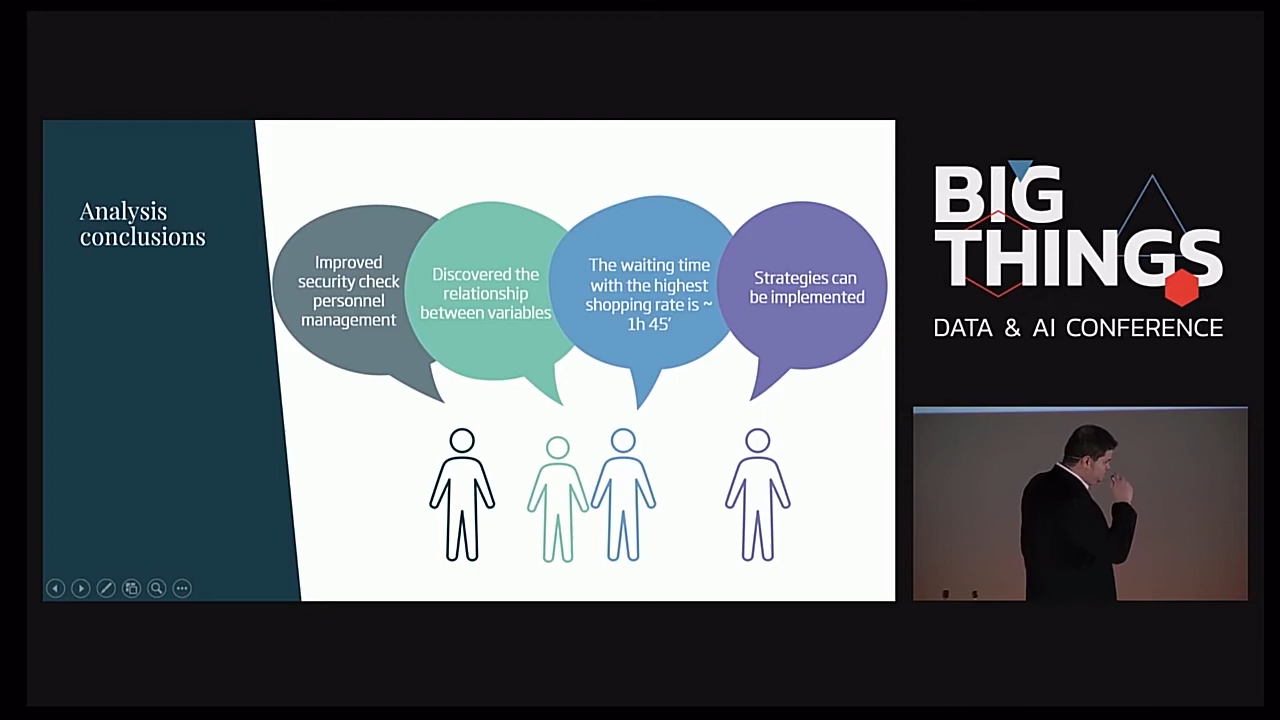 Analysis
conclusions
Improved
security check
personnel
management
Discovered the
relationship
between variables
The waiting time
with the highest
shopping rate is ~
1h 45’
Strategies can
be implemented
BIG
THINGS
DATA & AI CONFERENCE